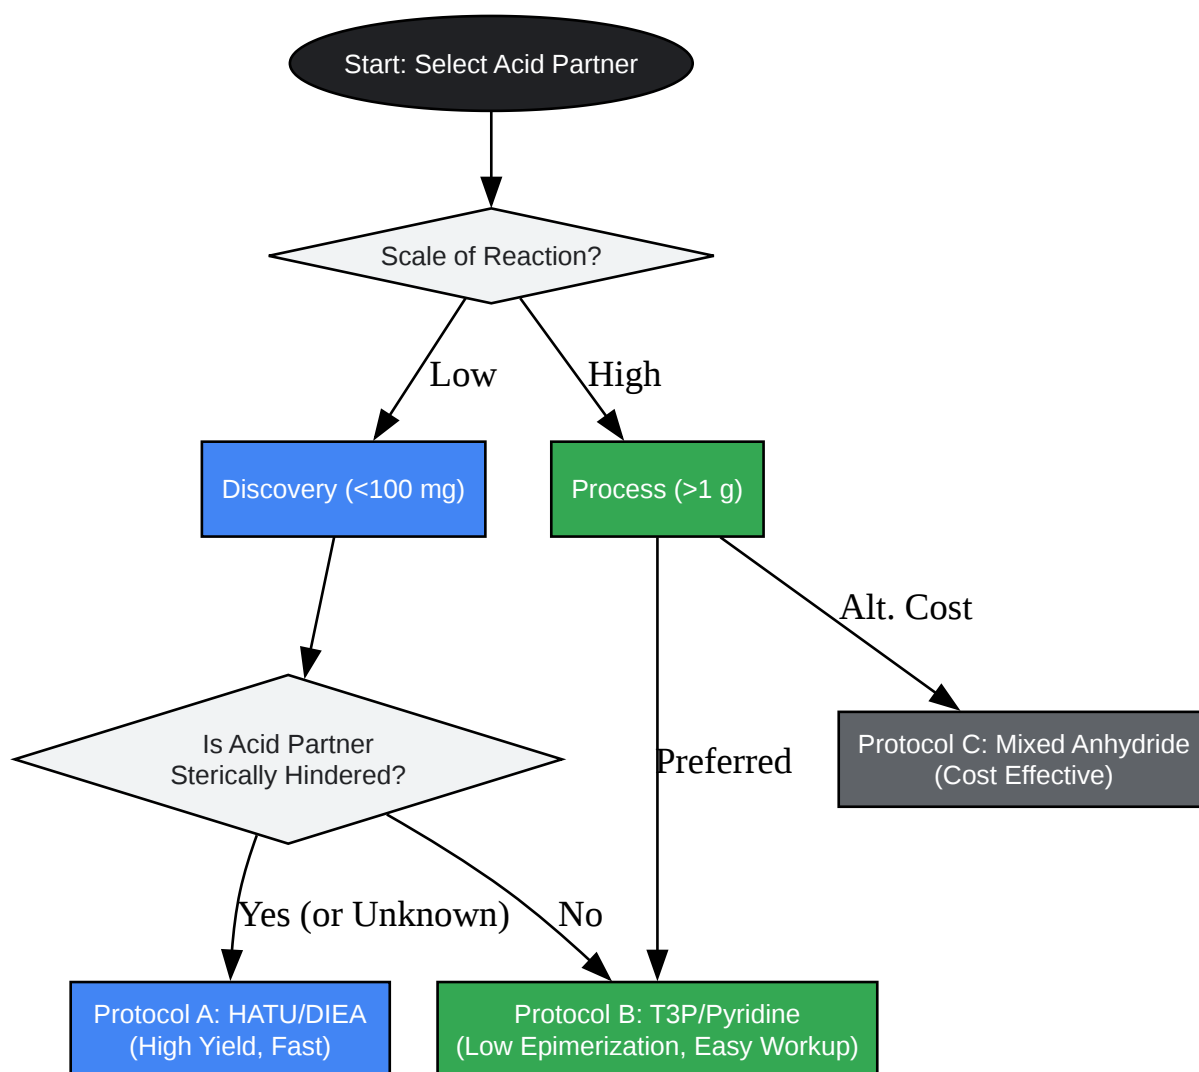 Start: Select Acid Partner
Scale of Reaction?
Low
High
Discovery (<100 mg)
Process (>1 g)
Alt. Cost
Is Acid Partner
Sterically Hindered?
Preferred
Protocol C: Mixed Anhydride
(Cost Effective)
Yes (or Unknown)
No
Protocol A: HATU/DIEA
(High Yield, Fast)
Protocol B: T3P/Pyridine
(Low Epimerization, Easy Workup)